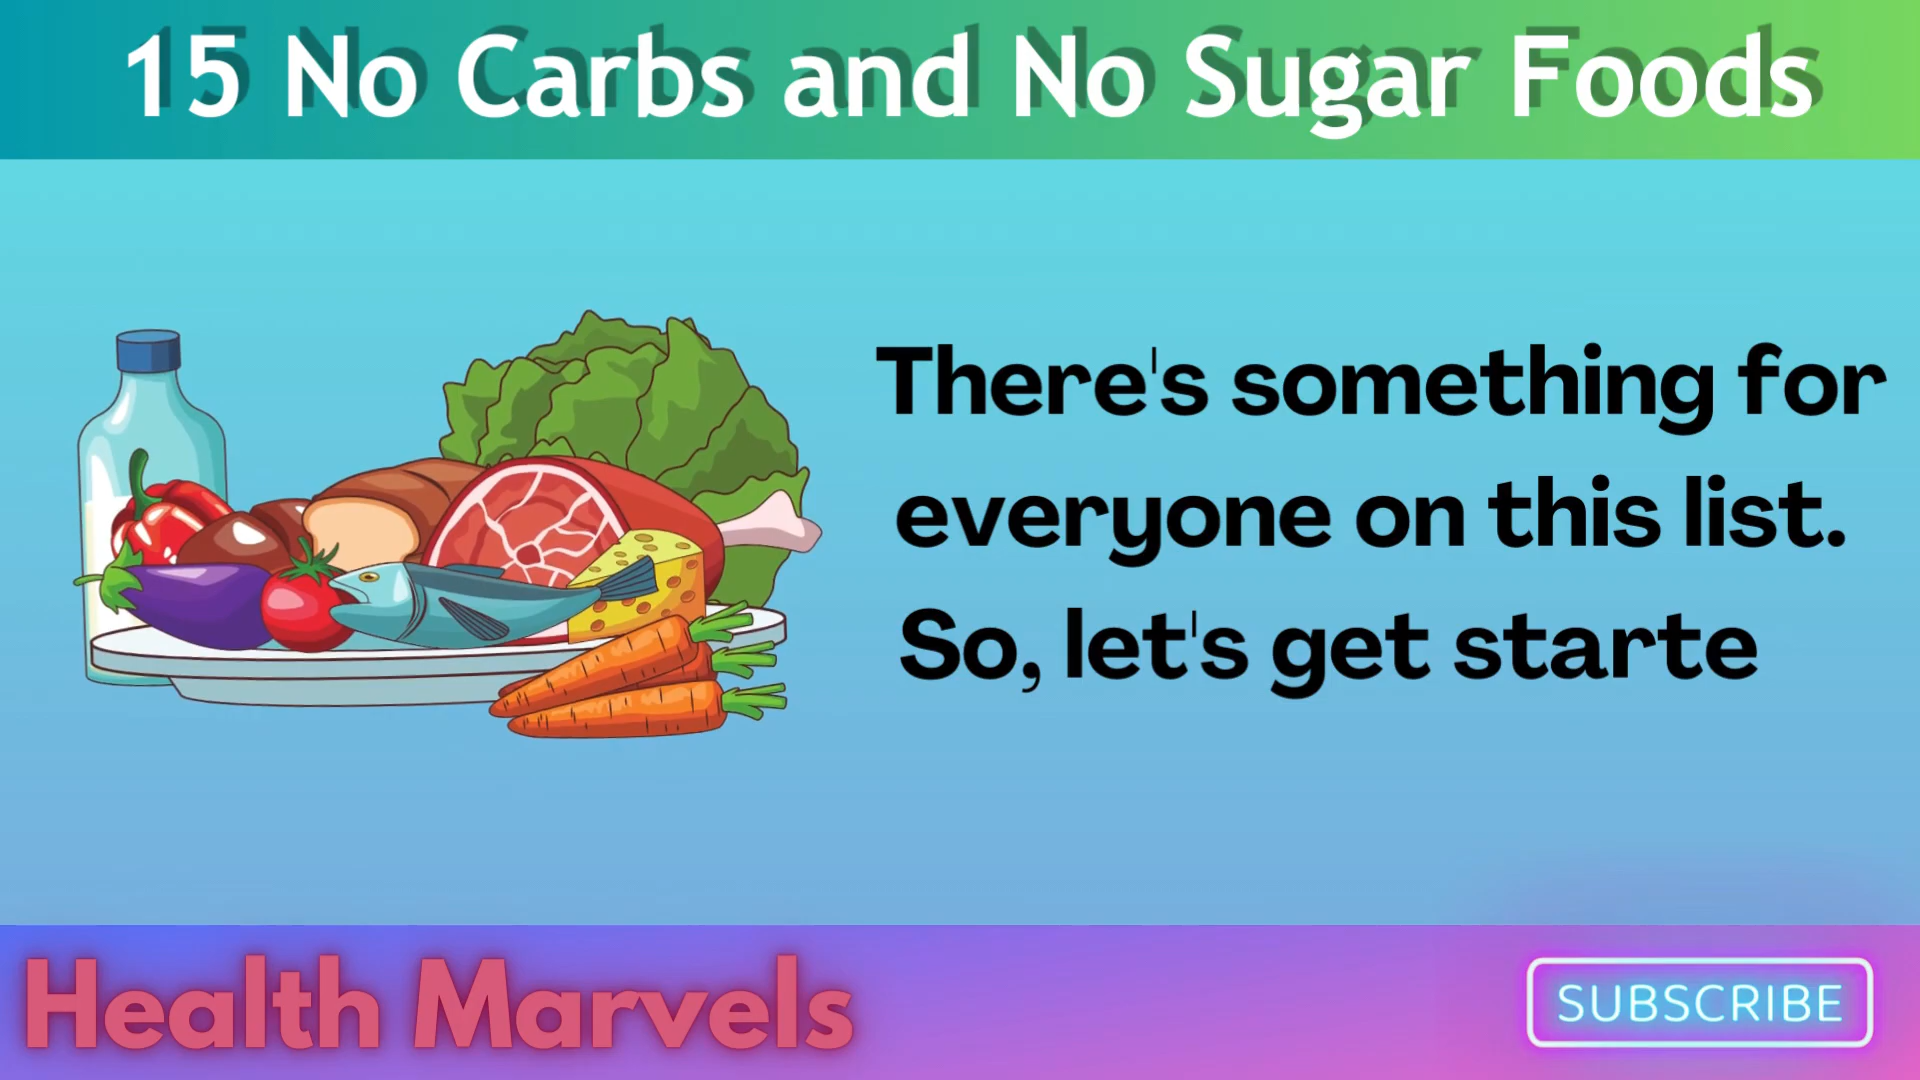 15 No Carbs and No Sugar Foods
There's something for
everyone on this list.
So, let's get starte
Health Marvels
SUBSCRIBE